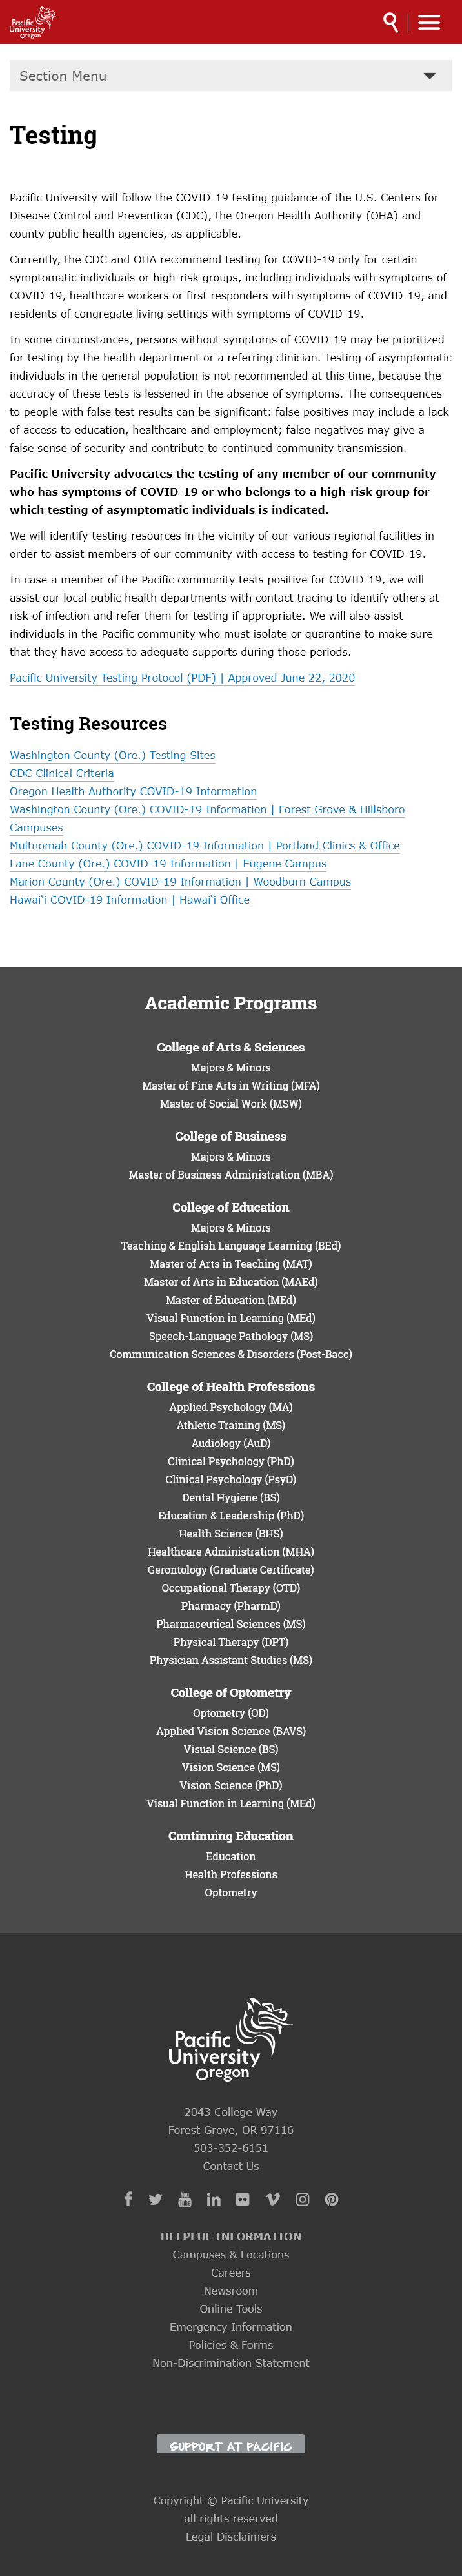 Pacific
University
Oregon
Section Menu
Testing
Pacific University will follow the COVID-19 testing guidance of the U.S. Centers for
Disease Control and Prevention (CDC), the Oregon Health Authority (OHA) and
county public health agencies, as applicable.
Currently, the CDC and OHA recommend testing for COVID-19 only for certain
symptomatic individuals or high-risk groups, including individuals with symptoms of
COVID-19, healthcare workers or first responders with symptoms of COVID-19, and
residents of congregate living settings with symptoms of COVID-19.
In some circumstances, persons without symptoms of COVID-19 may be prioritized
for testing by the health department or a referring clinician. Testing of asymptomatic
individuals in the general population is not recommended at this time, because the
accuracy of these tests is lessened in the absence of symptoms. The consequences
to people with false test results can be significant: false positives may include a lack
of access to education, healthcare and employment; false negatives may give a
false sense of security and contribute to continued community transmission.
Pacific University advocates the testing of any member of our community
who has symptoms of COVID-19 or who belongs to a high-risk group for
which testing of asymptomatic individuals is indicated.
We will identify testing resources in the vicinity of our various regional facilities in
order to assist members of our community with access to testing for COVID-19.
In case a member of the Pacific community tests positive for COVID-19, we will
assist our local public health departments with contact tracing to identify others at
risk of infection and refer them for testing if appropriate. We will also assist
individuals in the Pacific community who must isolate or quarantine to make sure
that they have access to adequate supports during those periods.
Pacific University Testing Protocol (PDF) | Approved June 22, 2020
Testing Resources
Washington County (Ore.) Testing Sites
CDC Clinical Criteria
Oregon Health Authority COVID-19 Information
Washington County (Ore.) COVID-19 Information | Forest Grove & Hillsboro
Campuses
Multnomah County (Ore.) COVID-19 Information | Portland Clinics & Office
Lane County (Ore.) COVID-19 Information | Eugene Campus
Marion County (Ore.) COVID-19 Information | Woodburn Campus
Hawai‘i COVID-19 Information | Hawai‘i Office
Academic Programs
College of Arts & Sciences
Majors & Minors
Master of Fine Arts in Writing (MFA)
Master of Social Work (MSW)
College of Business
Majors & Minors
Master of Business Administration (MBA)
College of Education
Majors & Minors
Teaching & English Language Learning (BEd)
Master of Arts in Teaching (MAT)
Master of Arts in Education (MAEd)
Master of Education (MEd)
Visual Function in Learning (MEd)
Speech-Language Pathology (MS)
Communication Sciences & Disorders (Post-Bacc)
College of Health Professions
Applied Psychology (MA)
Athletic Training (MS)
Audiology (AuD)
Clinical Psychology (PhD)
Clinical Psychology (PsyD)
Dental Hygiene (BS)
Education & Leadership (PhD)
Health Science (BHS)
Healthcare Administration (MHA)
Gerontology (Graduate Certificate)
Occupational Therapy (OTD)
Pharmacy (PharmD)
Pharmaceutical Sciences (MS)
Physical Therapy (DPT)
Physician Assistant Studies (MS)
College of Optometry
Optometry (OD)
Applied Vision Science (BAVS)
Visual Science (BS)
Vision Science (MS)
Vision Science (PhD)
Visual Function in Learning (MEd)
Continuing Education
Education
Health Professions
Optometry
Pacific
University
Oregon
2043 College Way
Forest Grove, OR 97116
503-352-6151
Contact Us
You Tube in
HELPFUL INFORMATION
Campuses & Locations
Careers
Newsroom
Online Tools
Emergency Information
Policies & Forms
Non-Discrimination Statement
SUPPORT AT PACIFIC
Copyright © Pacific University
all rights reserved
Legal Disclaimers